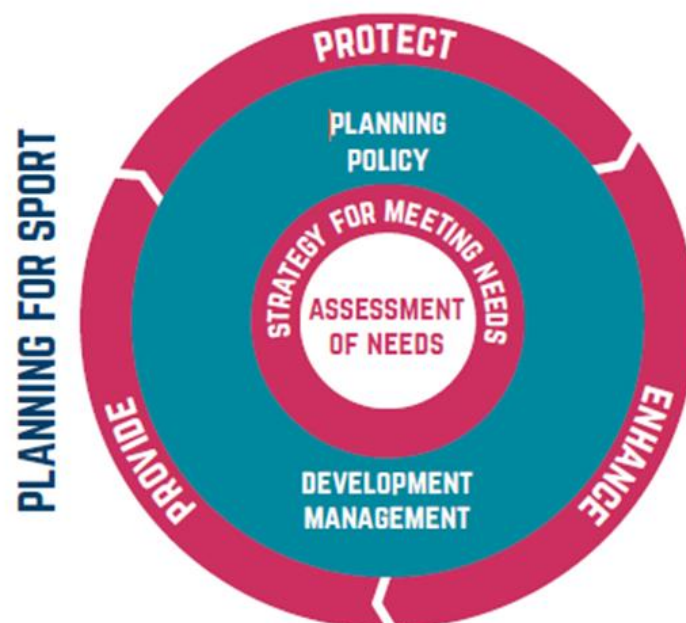 PLANNING FOR SPORT
PROTECT
PLANNING
POLICY
STRATEGY FOR MEETING NEEDS
ASSESSMENT
OF NEEDS
PROVIDE
ENHANCE
DEVELOPMENT
MANAGEMENT